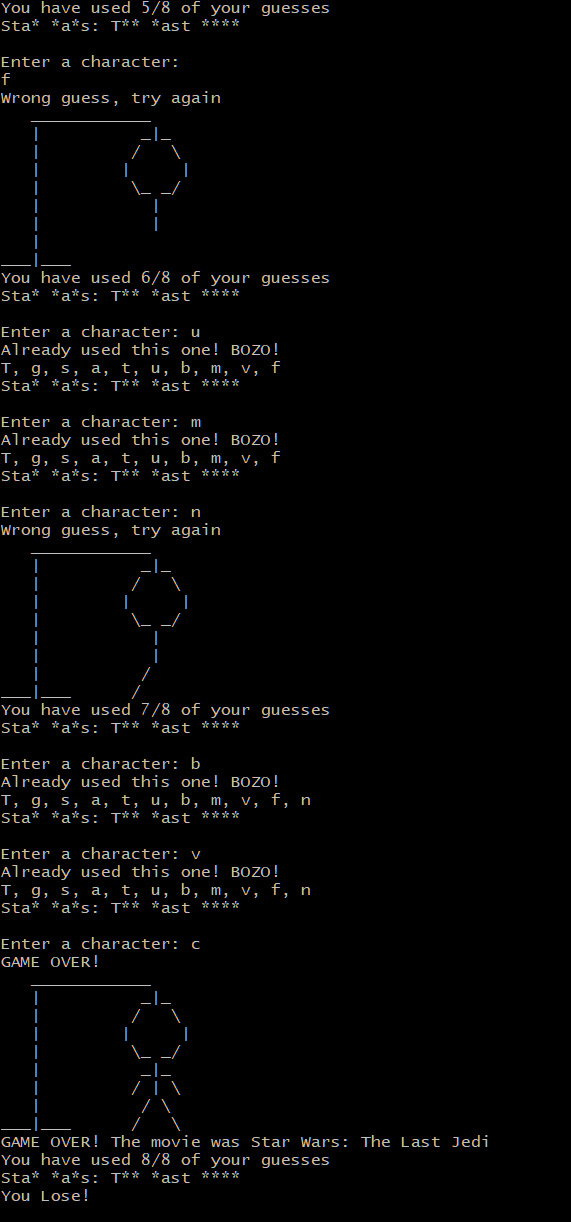 You have used 5/8 of your guesses
Sta* *a*s: T** *ast ****
Enter a character:
f
Wrong guess, try again
You have used 6/8 of your guesses
Sta* *a*s: T** *ast ****
Enter a character: u
Already used this one! BOZO!
T, g, s, a, t, u, b, m, v, f
Sta* *a*s: T** *ast ****
Enter a character: m
Already used this one! BOZO!
T, g, s, a, t, u, b, m, v, f
Sta* *a*s: T** *ast ****
Enter a character: n
Wrong guess, try again
You have used 7/8 of your guesses
Sta* *a*s: T** *ast ****
Enter a character: b
Already used this one! BOZO!
T, g, s, a, t, u, b, m, v, f, n
Sta* *a*s: T** *ast ****
Enter a character: v
Already used this one! BOZO!
T, g, s, a, t, u, b, m, v, f, n
Sta* *a*s: T** *ast ****
Enter a character: c
GAME OVER!
GAME OVER! The movie was Star Wars: The Last Jedi
You have used 8/8 of your guesses
Sta* *a*s: T** *ast ****
You Lose!